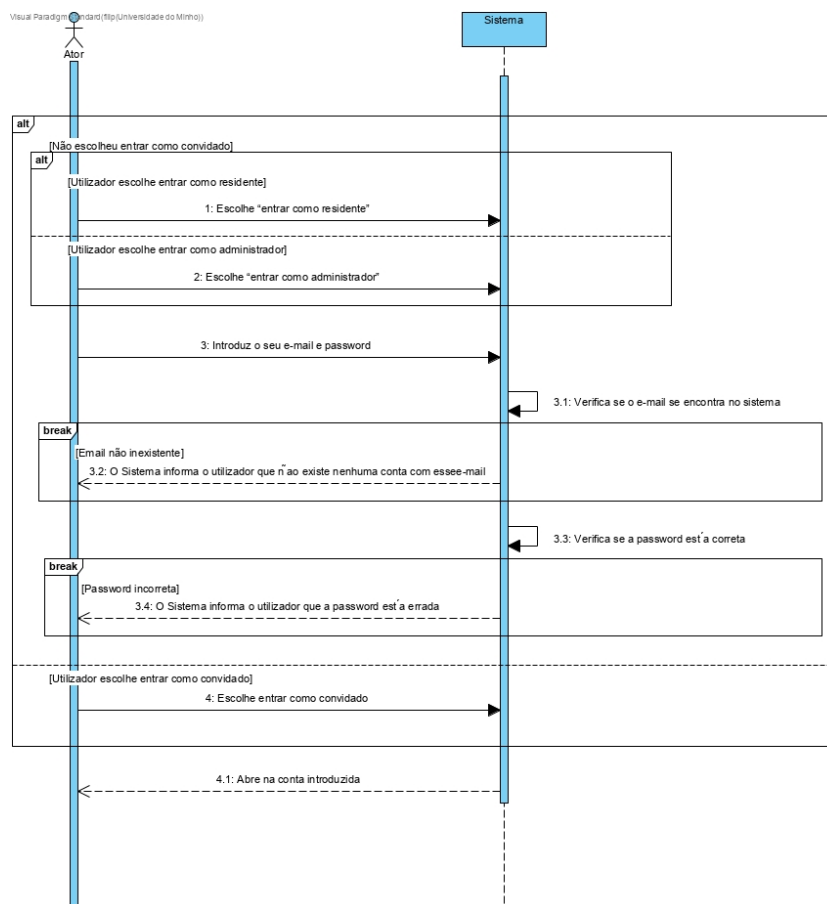 Visual Paradigm Standard(filip(Universidade do Minho))
Sistema
Ator
alt
[Não escolheu entrar como convidado]
alt
[Utilizador escolhe entrar como residente]
1: Escolhe “entrar como residente”
[Utilizador escolhe entrar como administrador]
2: Escolhe “entrar como administrador”
3: Introduz o seu e-mail e password
3.1: Verifica se o e-mail se encontra no sistema
break
[Email não inexistente]
3.2: O Sistema informa o utilizador que n ̃ao existe nenhuma conta com essee-mail
3.3: Verifica se a password est ́a correta
break
[Password incorreta]
3.4: O Sistema informa o utilizador que a password est ́a errada
[Utilizador escolhe entrar como convidado]
4: Escolhe entrar como convidado
4.1: Abre na conta introduzida